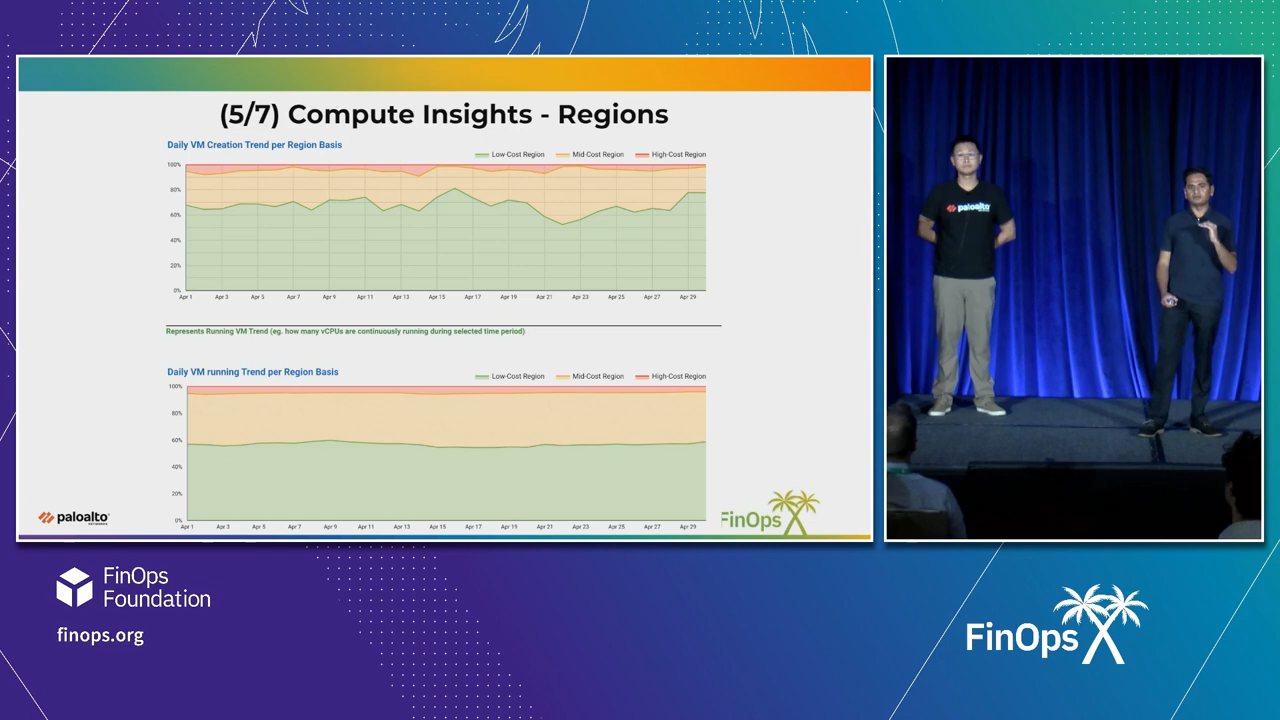 (5/7) Compute Insights - Regions
Daily VM Creation Trend per Region Basis
Low-Cost Region Mid-Cost Region High-Cost Region
100%
80%
60%
40%
20%
0%
Apr 1 Apr 3 Apr 5 Apr 7 Apr 9 Apr 11 Apr 13 Apr 15 Apr 17 Apr 19 Apr 21 Apr 23 Apr 25 Apr 27 Apr 29
Represents Running VM Trend (eg. how many vCPUs are continuously running during selected time period)
Daily VM running Trend per Region Basis
Low-Cost Region Mid-Cost Region High-Cost Region
100%
80%
60%
40%
20%
0%
Apr 1 Apr 3 Apr 5 Apr 7 Apr 9 Apr 11 Apr 13 Apr 15 Apr 17 Apr 19 Apr 21 Apr 23 Apr 25 Apr 27 Apr 29
paloalto
NETWORKS
FinOps X
paloalto
FinOps
Foundation
finops.org
FinOps X